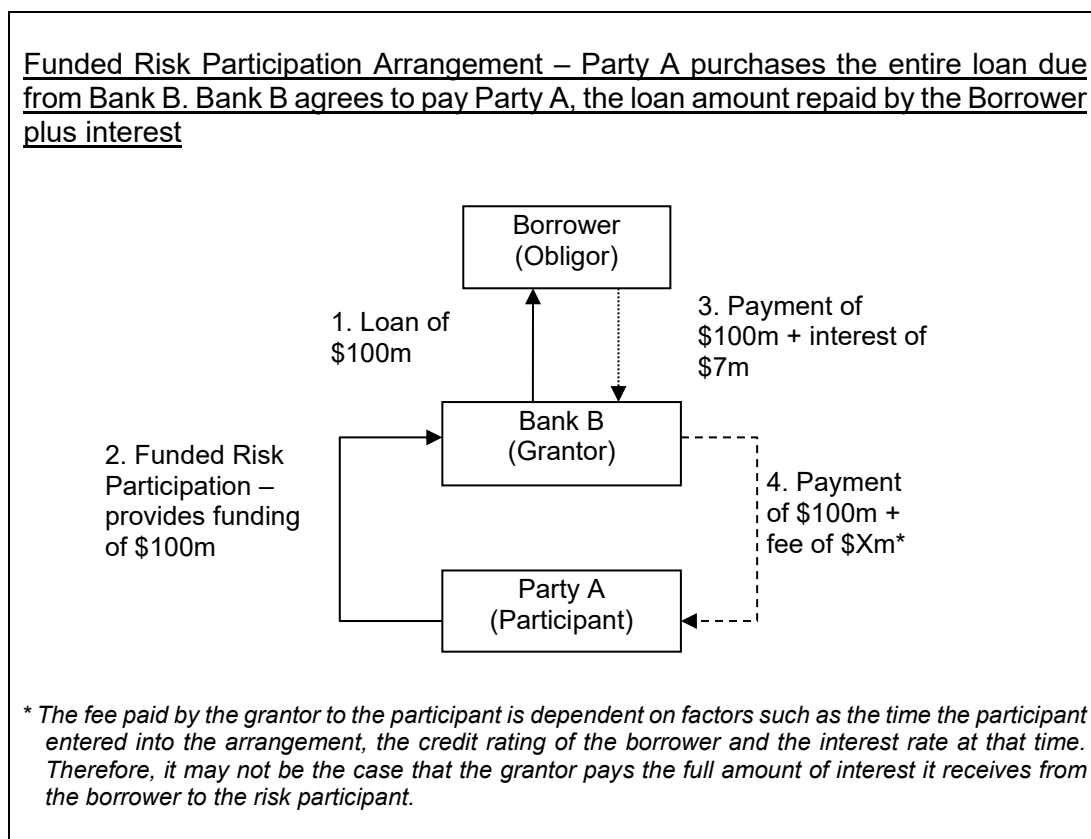 Funded Risk Participation Arrangement – Party A purchases the entire loan due
from Bank B. Bank B agrees to pay Party A, the loan amount repaid by the Borrower
plus interest
Borrower
(Obligor)
1. Loan of
$100m
3. Payment of
$100m + interest of
$7m
Bank B
(Grantor)
2. Funded Risk
Participation –
provides funding
of $100m
4. Payment
of $100m +
fee of $Xm*
Party A
(Participant)
* The fee paid by the grantor to the participant is dependent on factors such as the time the participant
entered into the arrangement, the credit rating of the borrower and the interest rate at that time.
Therefore, it may not be the case that the grantor pays the full amount of interest it receives from
the borrower to the risk participant.